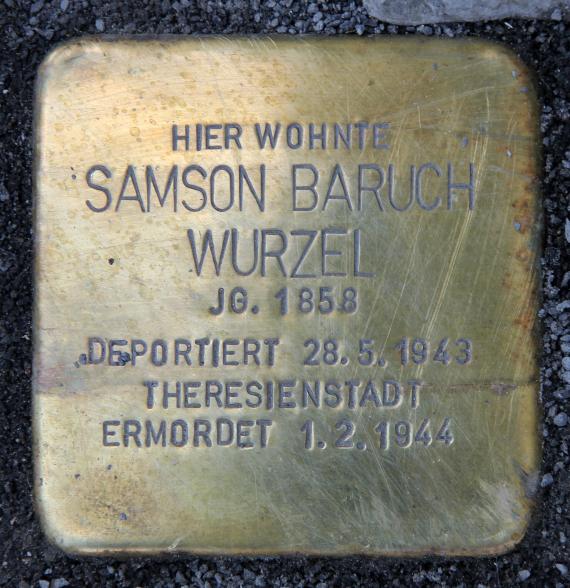 HIER WOHNTE
SAMSON BARUCH
WURZEL
JG. 1858
DEPORTIERT 28.5.1943
THERESIENSTADT
ERMORDET 1.2.1944